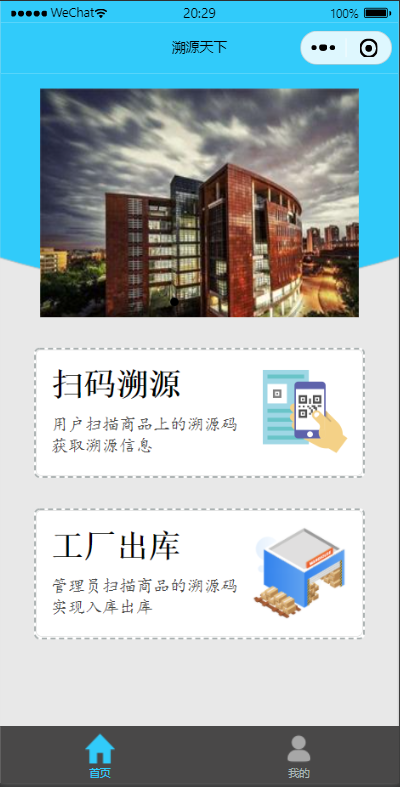 WeChat 20:29 100%
溯源天下
扫码溯源
用户扫描商品上的溯源码
获取溯源信息
工厂出库
管理员扫描商品的溯源码
实现入库出库
首页 我的